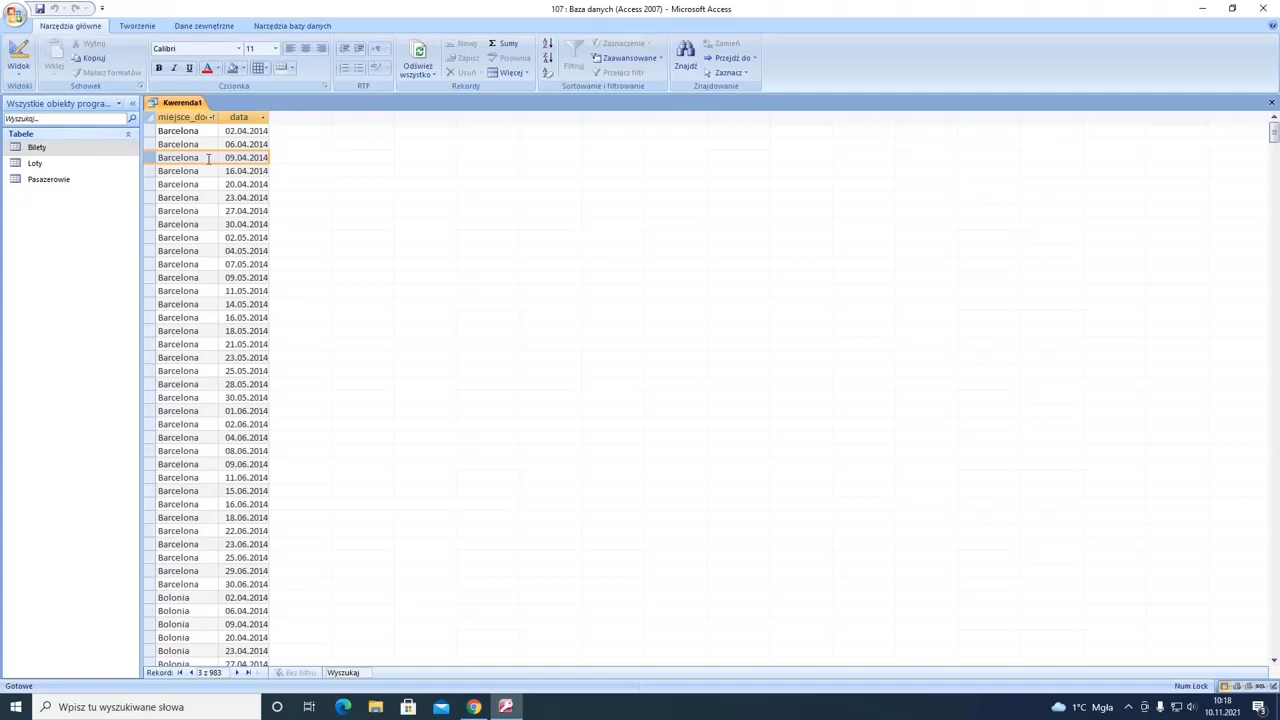 107 : Baza danych (Access 2007) - Microsoft Access
Narzędzia główne Tworzenie Dane zewnętrzne Narzędzia bazy danych
Widok
Widoki
Wklej
Wytnij
Kopiuj
Malarz formatów
Schowek
Calibri 11
B I U A
Czcionka
RTF
Odśwież
wszystko
Nowy
Zapisz
Usuń
Sumy
Pisownia
Więcej
Rekordy
Filtruj
Zaznaczenie
Zaawansowane
Przełącz filtr
Sortowanie i filtrowanie
Znajdź
Zamień
Przejdź do
Zaznacz
Znajdowanie
Wszystkie obiekty progra...
Wyszukaj...
Tabele
Bilety
Loty
Pasazerowie
Kwerenda1
miejsce_do data
Barcelona 02.04.2014
Barcelona 06.04.2014
Barcelona 09.04.2014
Barcelona 16.04.2014
Barcelona 20.04.2014
Barcelona 23.04.2014
Barcelona 27.04.2014
Barcelona 30.04.2014
Barcelona 02.05.2014
Barcelona 04.05.2014
Barcelona 07.05.2014
Barcelona 09.05.2014
Barcelona 11.05.2014
Barcelona 14.05.2014
Barcelona 16.05.2014
Barcelona 18.05.2014
Barcelona 21.05.2014
Barcelona 23.05.2014
Barcelona 25.05.2014
Barcelona 28.05.2014
Barcelona 30.05.2014
Barcelona 01.06.2014
Barcelona 02.06.2014
Barcelona 04.06.2014
Barcelona 08.06.2014
Barcelona 09.06.2014
Barcelona 11.06.2014
Barcelona 15.06.2014
Barcelona 16.06.2014
Barcelona 18.06.2014
Barcelona 22.06.2014
Barcelona 23.06.2014
Barcelona 25.06.2014
Barcelona 29.06.2014
Barcelona 30.06.2014
Bolonia 02.04.2014
Bolonia 06.04.2014
Bolonia 09.04.2014
Bolonia 20.04.2014
Bolonia 23.04.2014
Bolonia 27.04.2014
Rekord: 3 z 983 Bez filtru Wyszukaj
Gotowe Num Lock SQL
Wpisz tu wyszukiwane słowa
1°C Mgła
10:18
10.11.2021
3